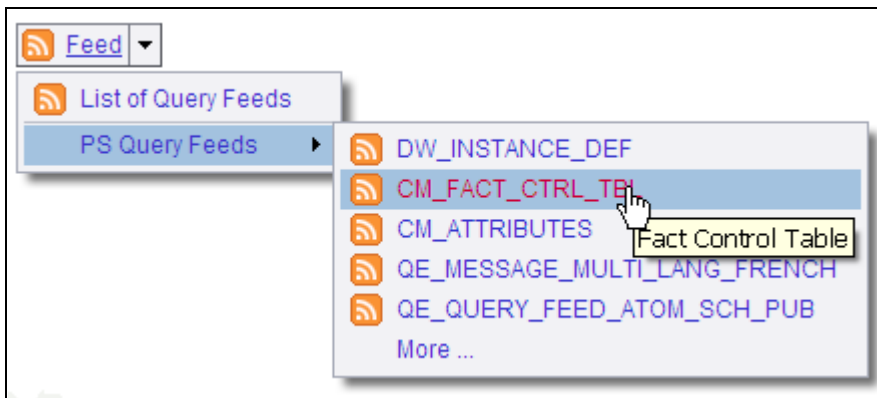 Feed
List of Query Feeds
PS Query Feeds
DW_INSTANCE_DEF
CM_FACT_CTRL_TBL
CM_ATTRIBUTES
Fact Control Table
QE_MESSAGE_MULTI_LANG_FRENCH
QE_QUERY_FEED_ATOM_SCH_PUB
More ...